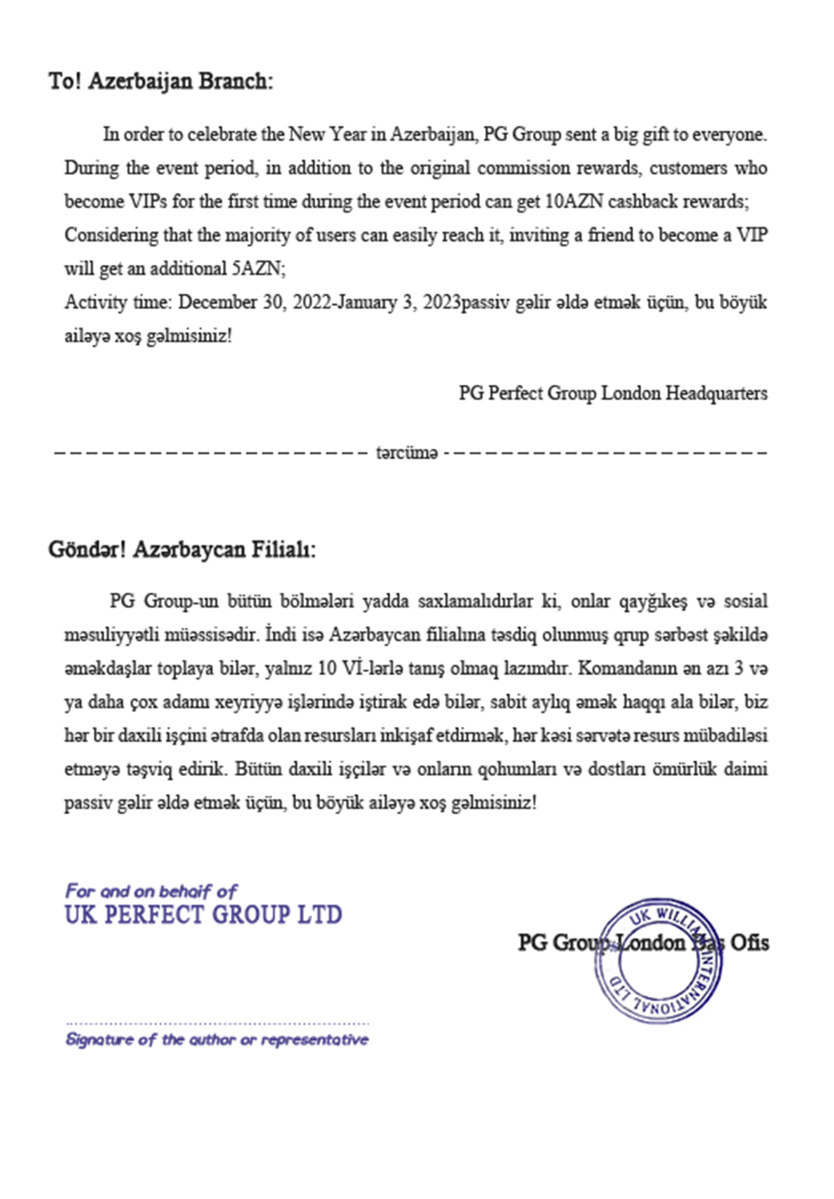 To! Azerbaijan Branch:
In order to celebrate the New Year in Azerbaijan, PG Group sent a big gift to everyone.
During the event period, in addition to the original commission rewards, customers who
become VIPs for the first time during the event period can get 10AZN cashback rewards;
Considering that the majority of users can easily reach it, inviting a friend to become a VIP
will get an additional 5AZN;
Activity time: December 30, 2022-January 3, 2023passiv gəlir əldə etmək üçün, bu böyük
ailəyə xoş gəlmisiniz!
PG Perfect Group London Headquarters
tərcümə
Göndər! Azərbaycan Filialı:
PG Group-un bütün bölmələri yadda saxlamalıdırlar ki, onlar qayğıkeş və sosial
məsuliyyətli müəssisədir. İndi isə Azərbaycan filialına təsdiq olunmuş qrup sərbəst şəkildə
əməkdaşlar toplaya bilər, yalnız 10 Vİ-lərlə tanış olmaq lazımdır. Komandanın ən azı 3 və
ya daha çox adamı xeyriyyə işlərində iştirak edə bilər, sabit aylıq əmək haqqı ala bilər, biz
hər bir daxili işçini ətrafda olan resursları inkişaf etdirmək, hər kəsi sərvətə resurs mübadiləsi
etməyə təşviq edirik. Bütün daxili işçilər və onların qohumları və dostları ömürlük daimi
passiv gəlir əldə etmək üçün, bu böyük ailəyə xoş gəlmisiniz!
For and on behaif of
UK PERFECT GROUP LTD
PG Group London Baş Ofis
UK WILLIAM INTERNATIONAL LTD
Signature of the author or representative